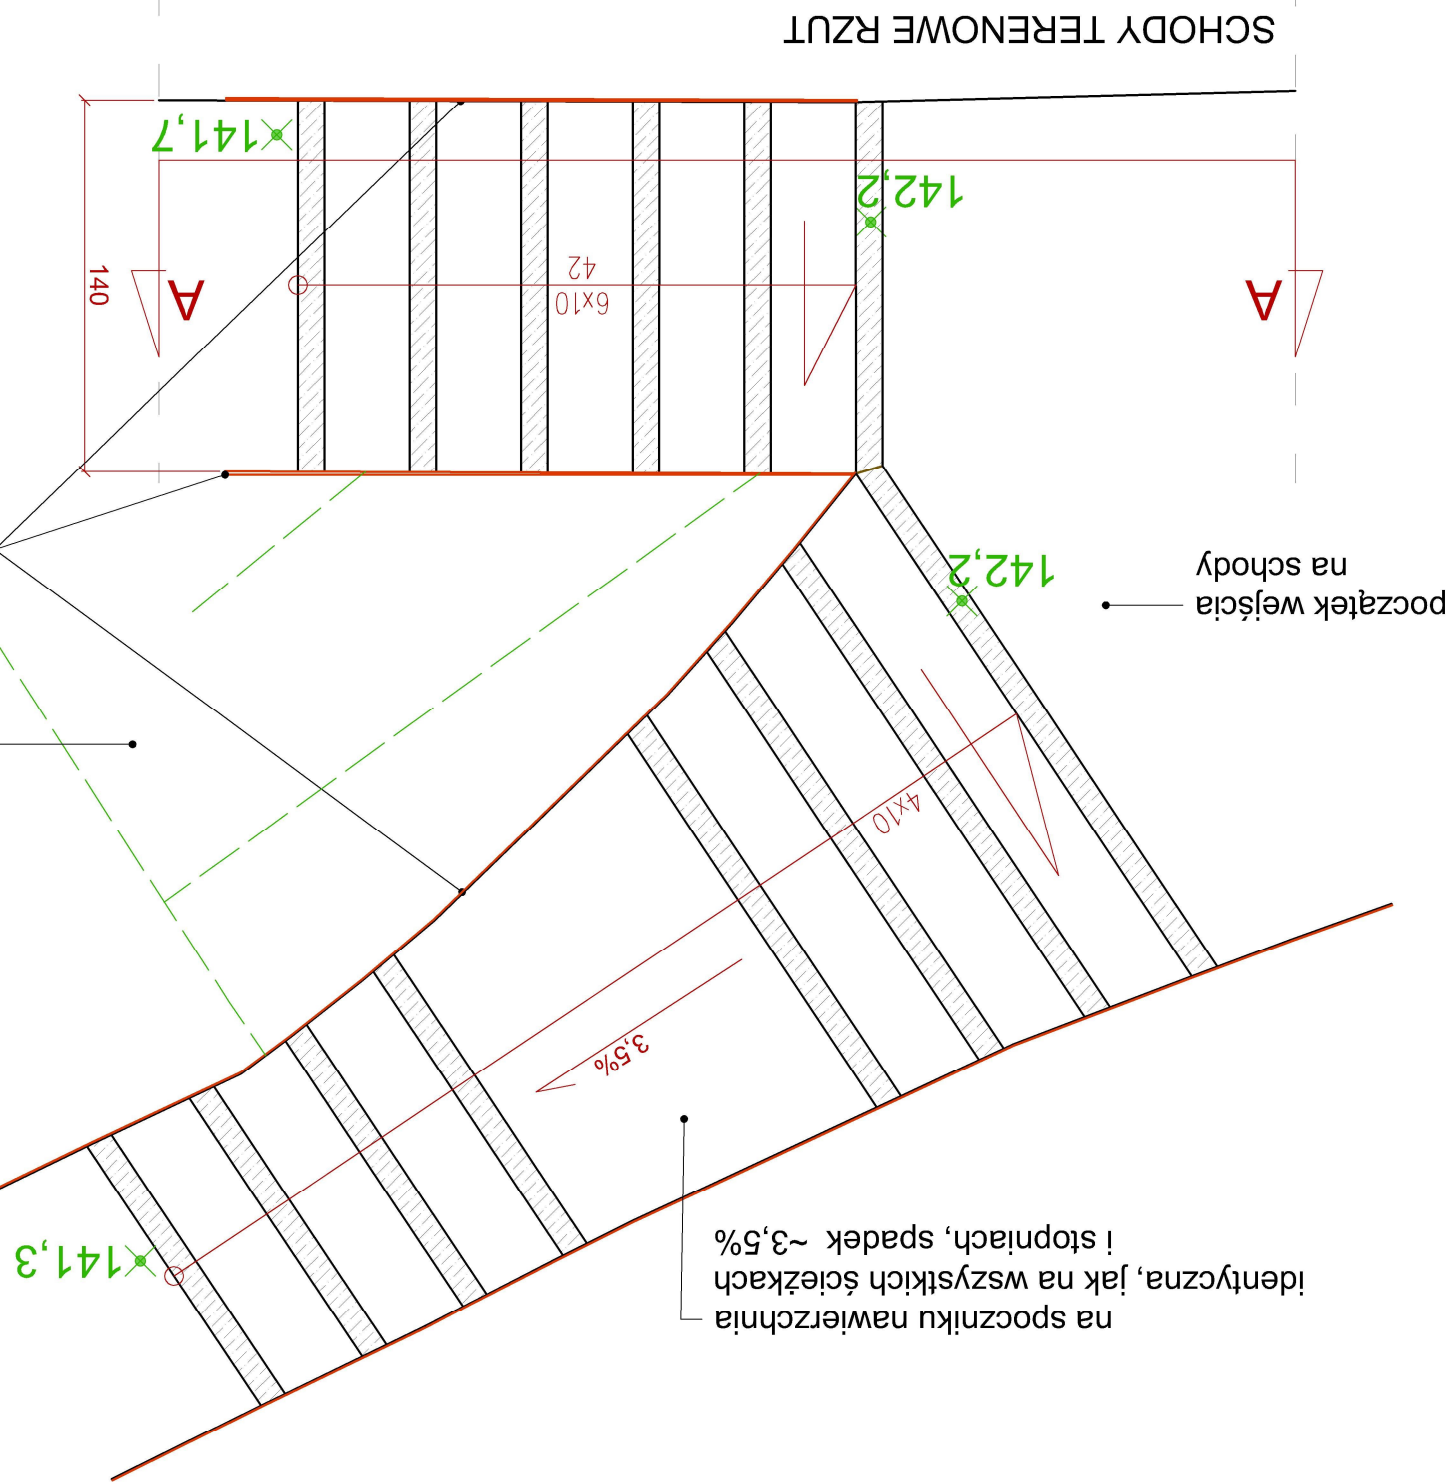 na spoczniku nawierzchnia
identyczna, jak na wszystkich ścieżkach
i stopniach, spadek ~3,5%
141,3
3,5%
4x10
początek wejścia
na schody
142,2
6x10
42
A
A
140
142,2
141,7
SCHODY TERENOWE RZUT